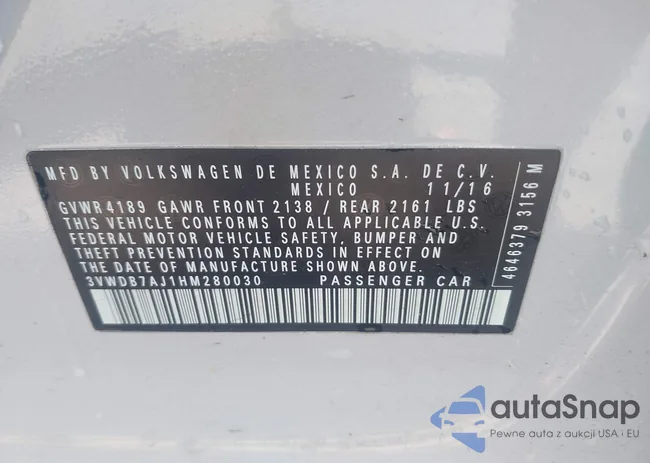 MFD BY VOLKSWAGEN DE MEXICO S.A. DE C.V.
MEXICO 11/16
GVWR 4189 GAWR FRONT 2138 / REAR 2161 LBS
THIS VEHICLE CONFORMS TO ALL APPLICABLE U.S.
FEDERAL MOTOR VEHICLE SAFETY, BUMPER AND
THEFT PREVENTION STANDARDS IN EFFECT ON
THE DATE OF MANUFACTURE SHOWN ABOVE.
3VWDB7AJ1HM280030 PASSENGER CAR
4646379 3156 M
autaSnap
Pewne auta z aukcji USA i EU